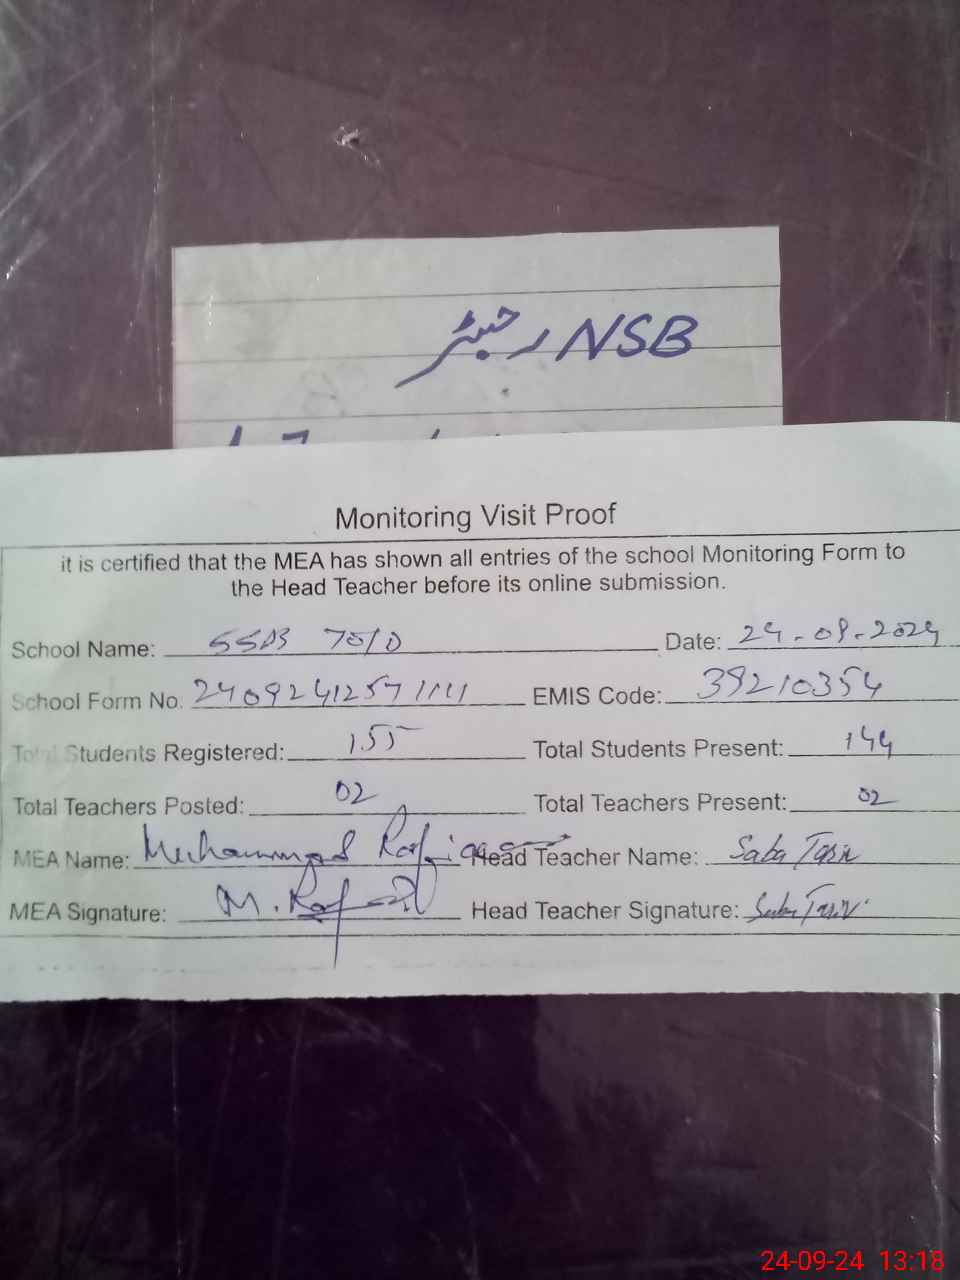 NSB رجسٹر
Monitoring Visit Proof
it is certified that the MEA has shown all entries of the school Monitoring Form to
the Head Teacher before its online submission.
School Name: 70/D Date: 24-09-2024
School Form No. EMIS Code: 39210354
Total Students Registered: 155 Total Students Present: 144
Total Teachers Posted: 02 Total Teachers Present: 02
MEA Name: Muhammad Head Teacher Name: Saba
MEA Signature: M. Head Teacher Signature: Saba
24-09-24 13:18